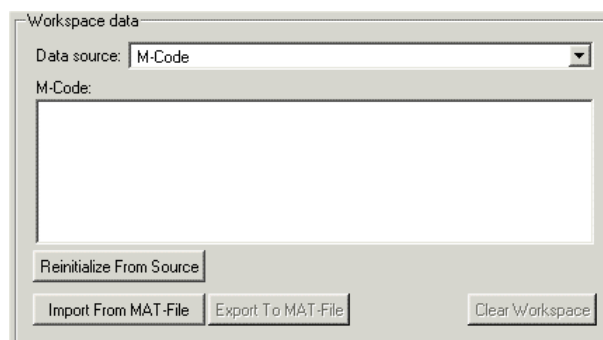 Workspace data
Data source: M-Code
M-Code:
Reinitialize From Source
Import From MAT-File Export To MAT-File Clear Workspace